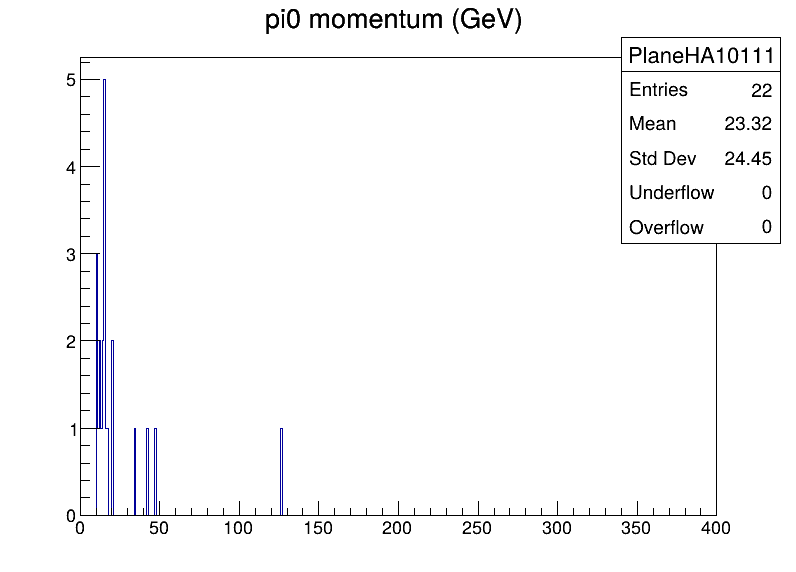 pi0 momentum (GeV)
PlaneHA10111
Entries 22
Mean 23.32
Std Dev 24.45
Underflow 0
Overflow 0
5
4
3
2
1
0
0 50 100 150 200 250 300 350 400